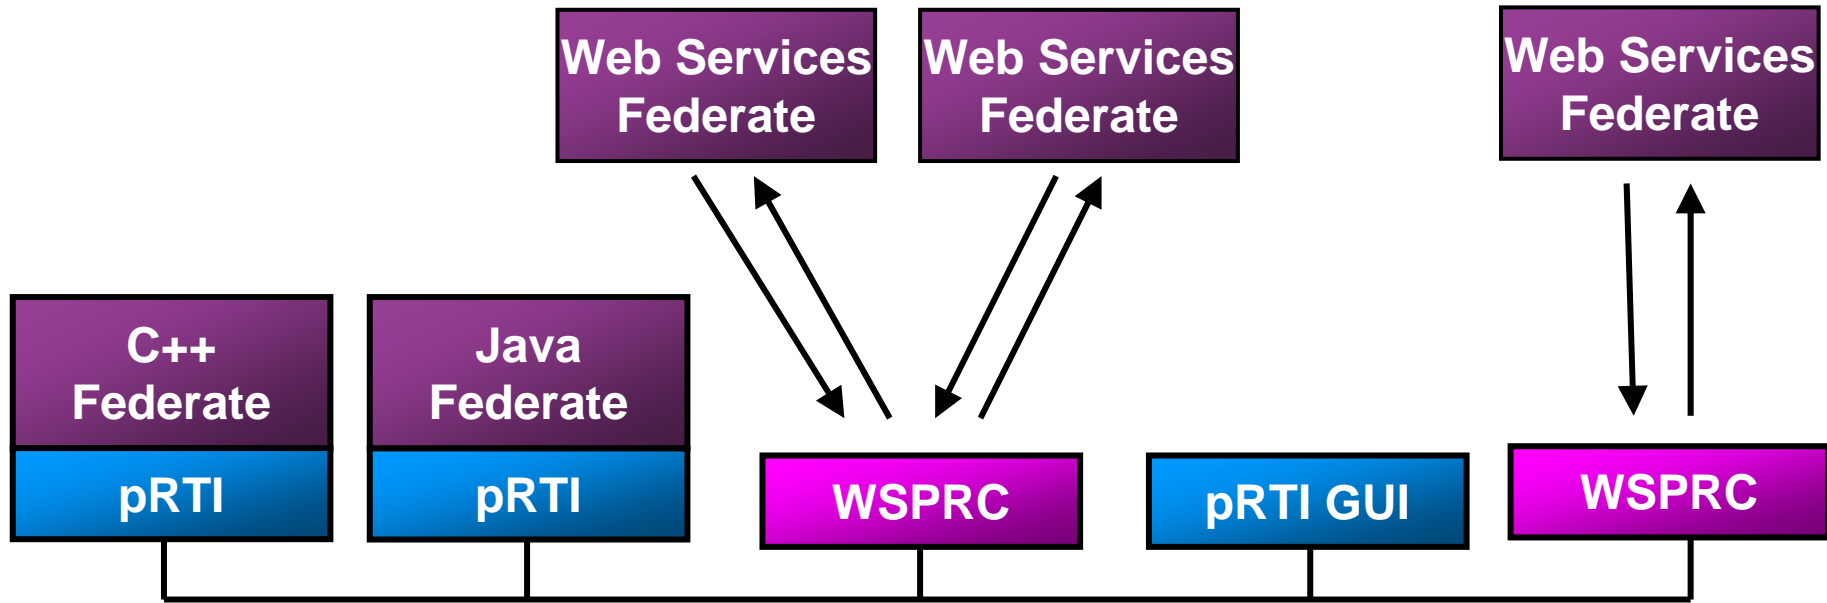 Web Services
Federate
Web Services
Federate
Web Services
Federate
C++
Federate
pRTI
Java
Federate
pRTI
WSPRC
pRTI GUI
WSPRC